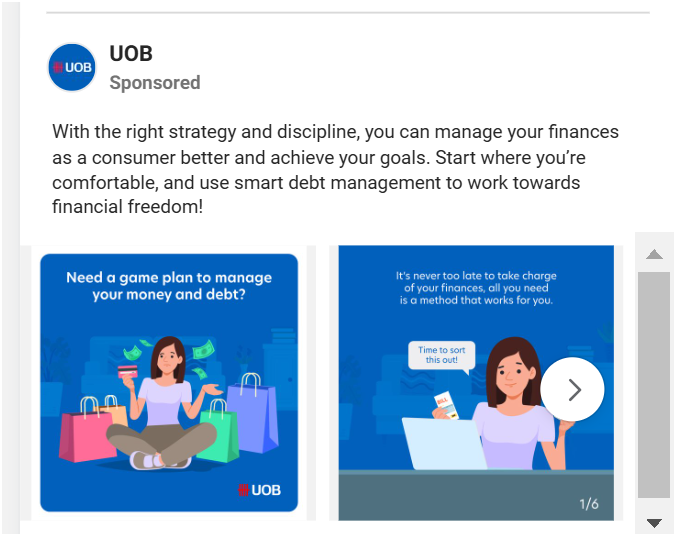 UOB
UOB
Sponsored
With the right strategy and discipline, you can manage your finances
as a consumer better and achieve your goals. Start where you're
comfortable, and use smart debt management to work towards
financial freedom!
Need a game plan to manage
your money and debt?
UOB
It's never too late to take charge
of your finances, all you need
is a method that works for you.
Time to sort
this out!
BILL
1/6